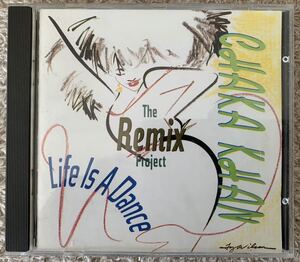 CHAKA KHAN
The
Remix
Project
Life Is A Dance